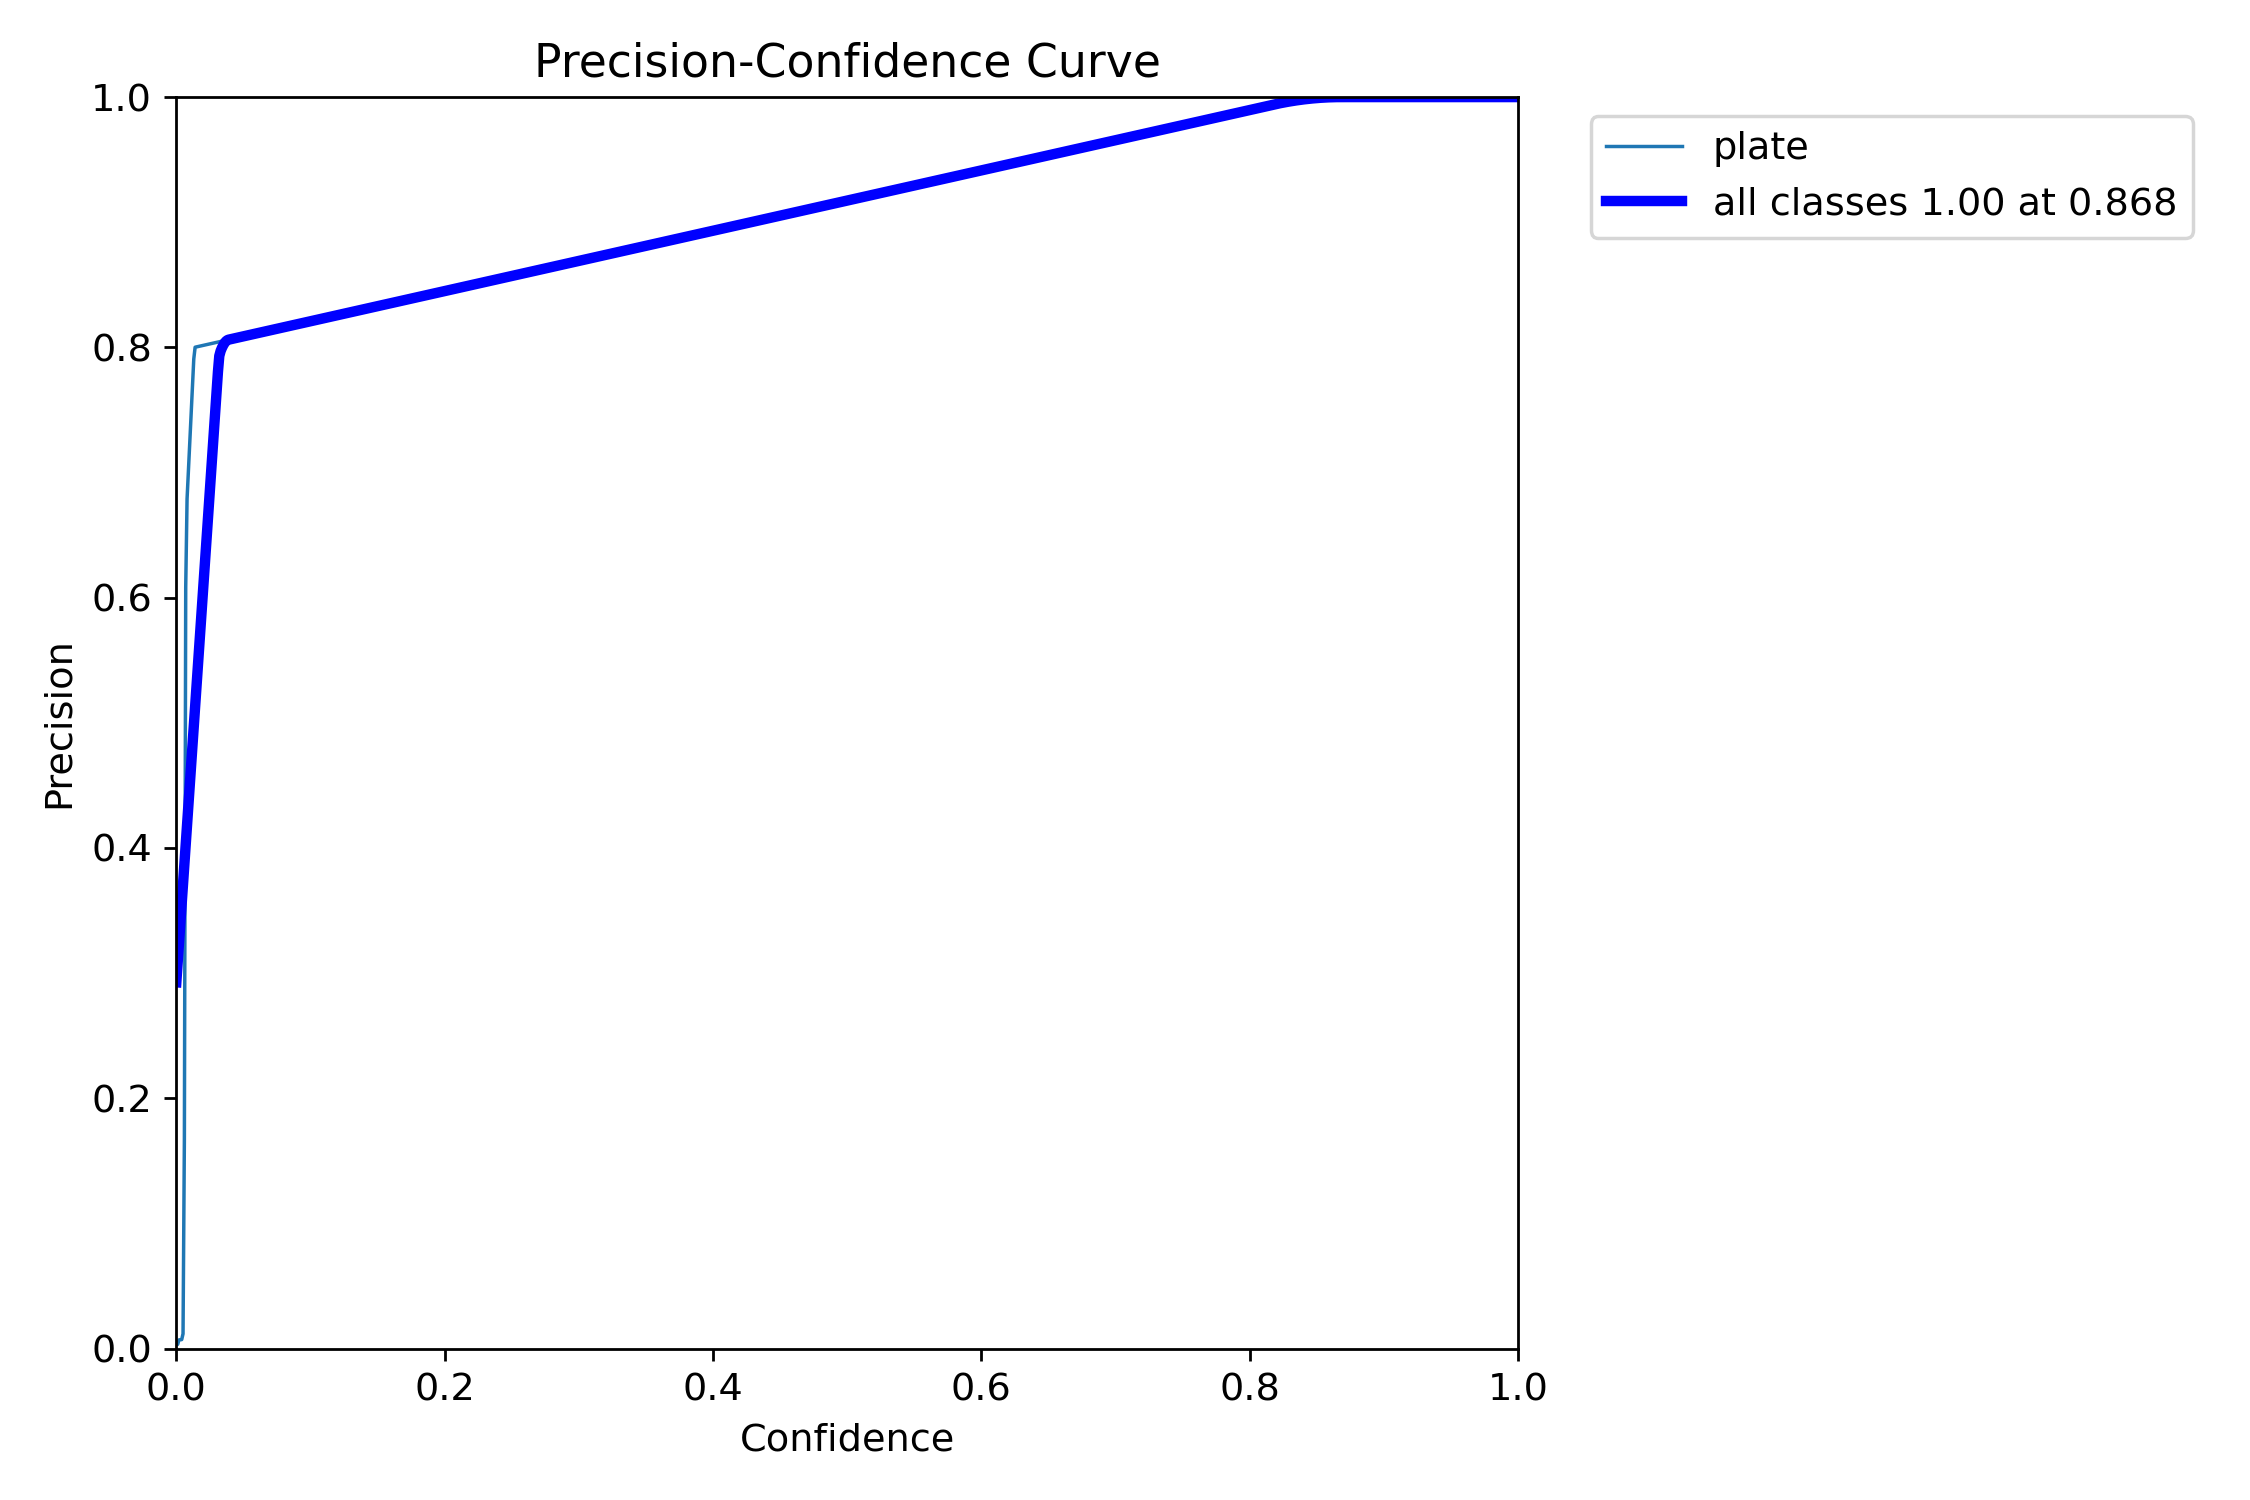 Precision-Confidence Curve
plate
all classes 1.00 at 0.868
1.0
0.8
0.6
0.4
0.2
0.0
Precision
0.0 0.2 0.4 0.6 0.8 1.0
Confidence